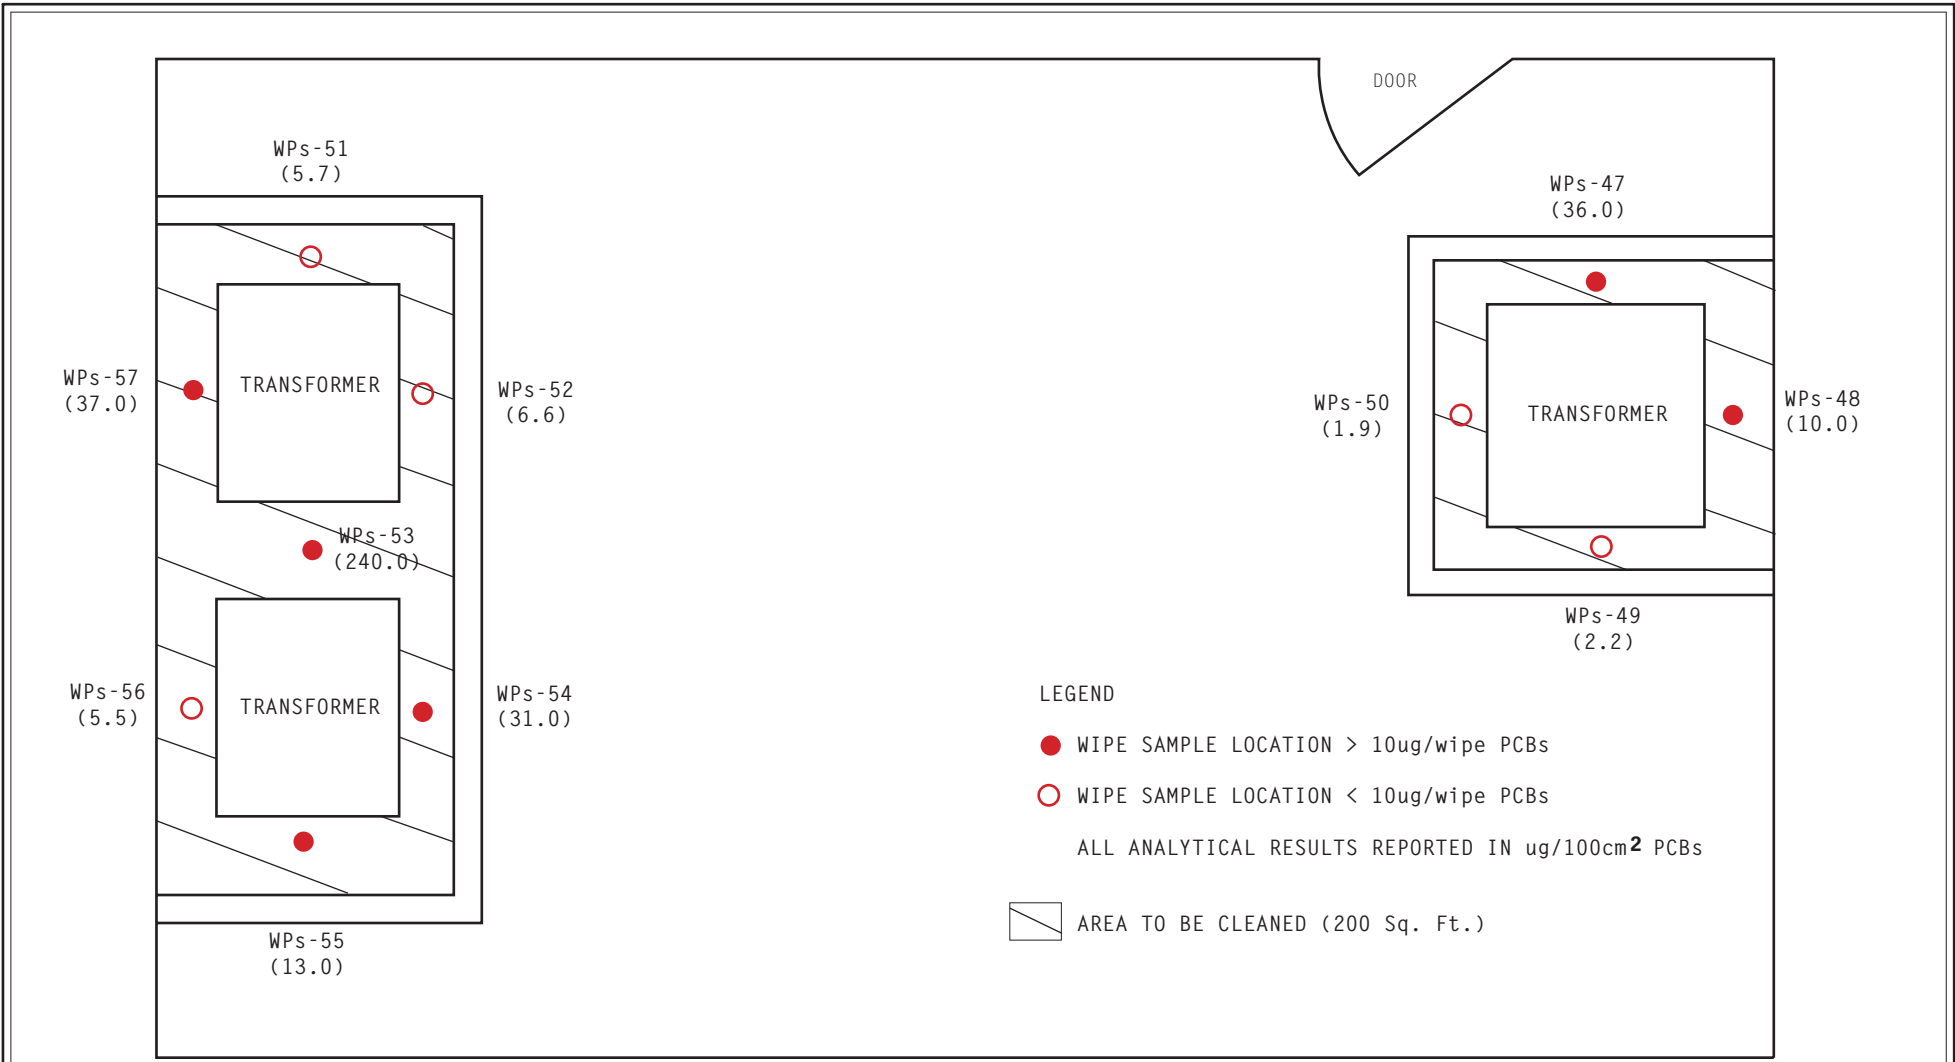 DOOR
WPs-51
(5.7)
WPs-47
(36.0)
WPs-57
(37.0)
TRANSFORMER
WPs-52
(6.6)
WPs-50
(1.9)
TRANSFORMER
WPs-48
(10.0)
WPs-53
(240.0)
WPs-49
(2.2)
WPs-56
(5.5)
TRANSFORMER
WPs-54
(31.0)
WPs-55
(13.0)
LEGEND
WIPE SAMPLE LOCATION > 10ug/wipe PCBs
WIPE SAMPLE LOCATION < 10ug/wipe PCBs
ALL ANALYTICAL RESULTS REPORTED IN ug/100cm² PCBs
AREA TO BE CLEANED (200 Sq. Ft.)